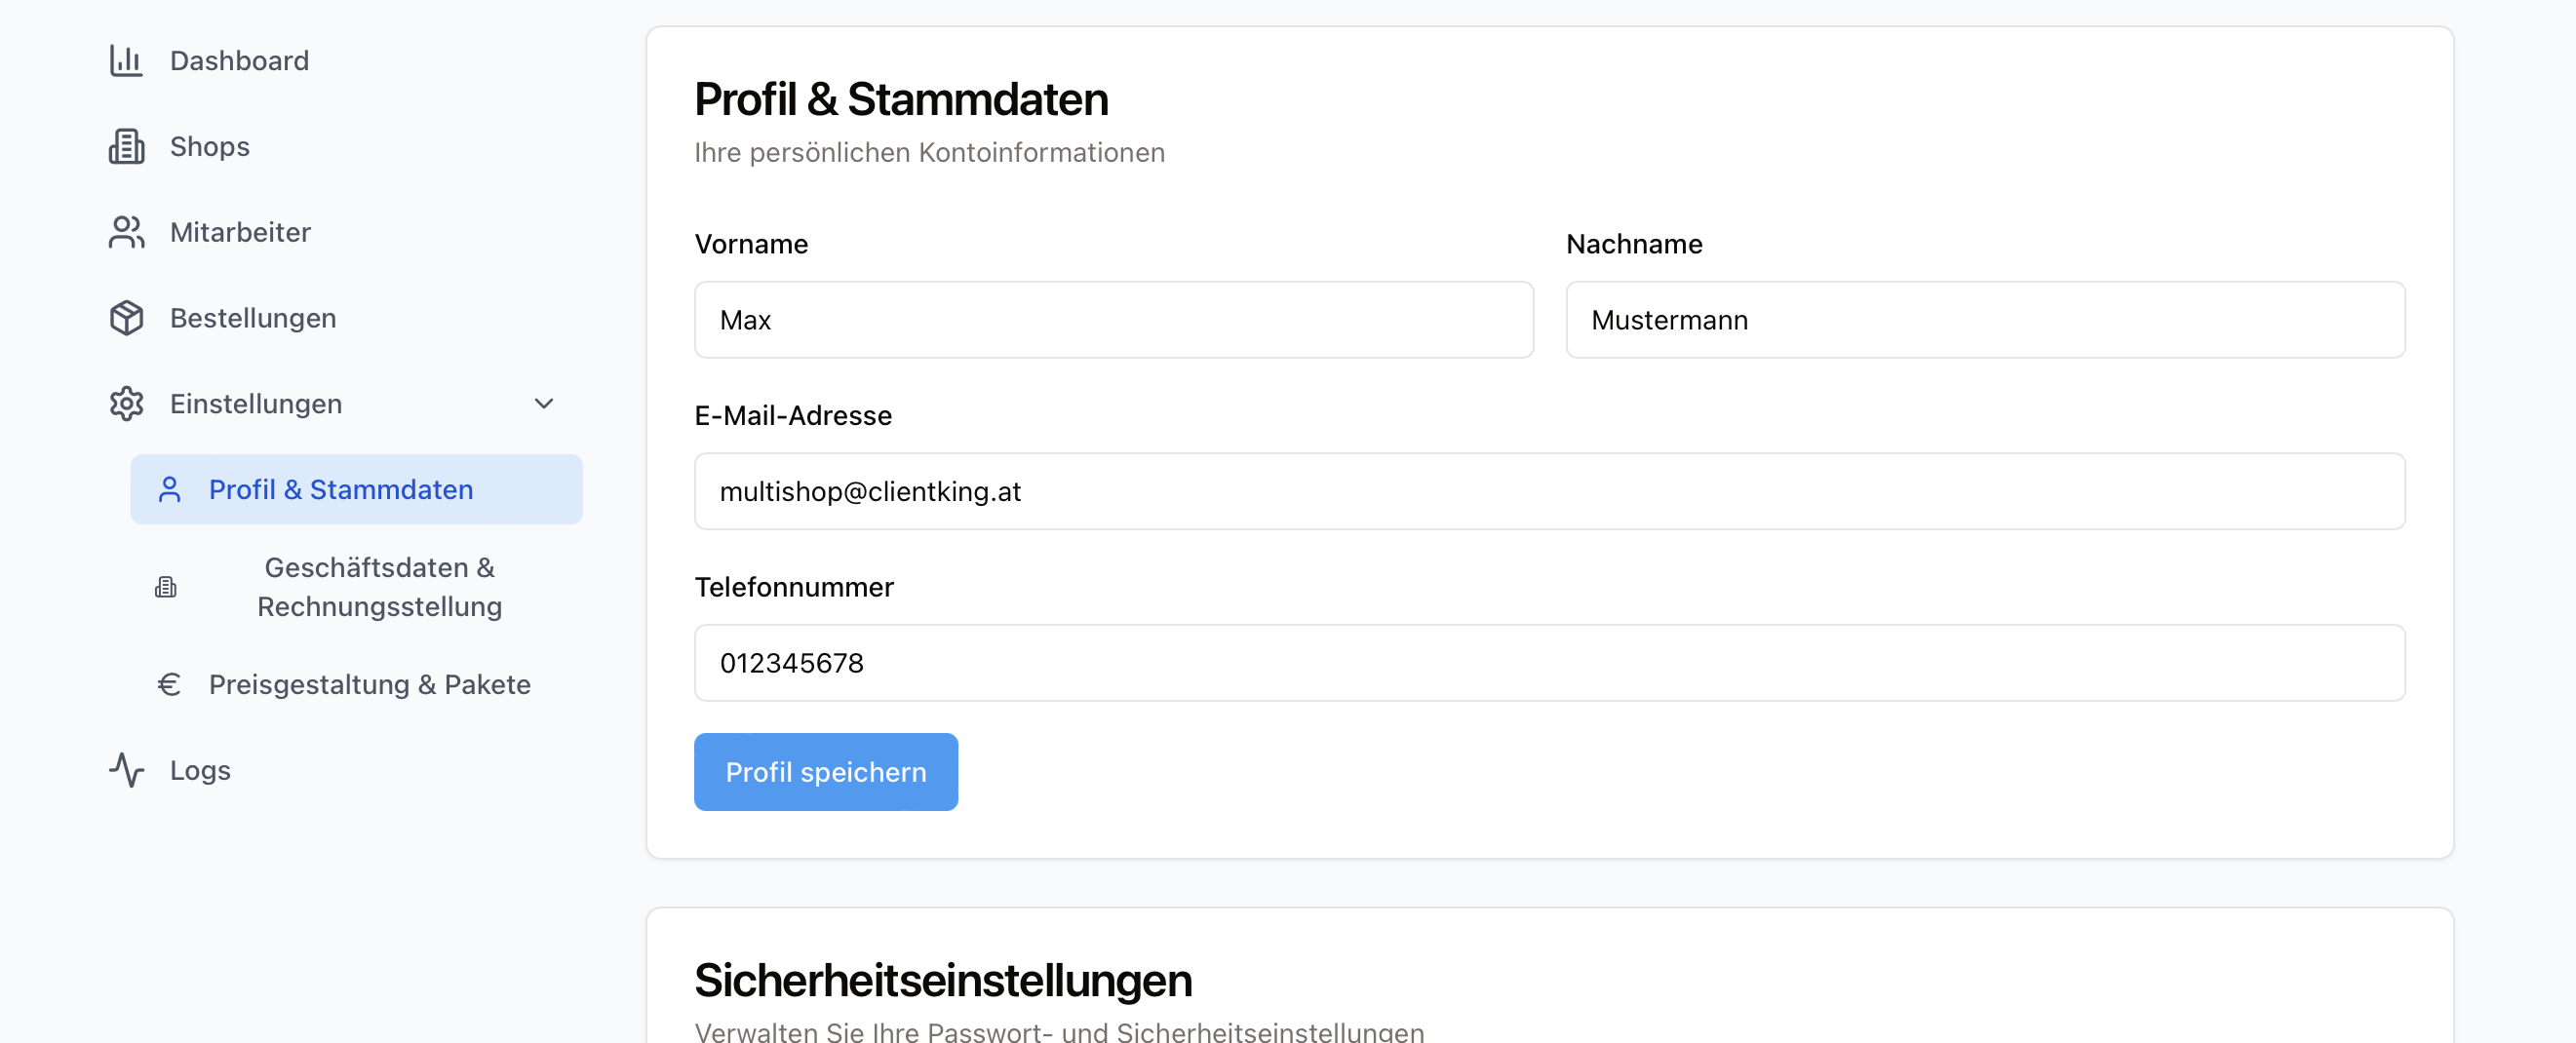 Dashboard
Shops
Mitarbeiter
Bestellungen
Einstellungen
Profil & Stammdaten
Geschäftsdaten &
Rechnungsstellung
€ Preisgestaltung & Pakete
Logs
Profil & Stammdaten
Ihre persönlichen Kontoinformationen
Vorname
Nachname
Max
Mustermann
E-Mail-Adresse
multishop@clientking.at
Telefonnummer
012345678
Profil speichern
Sicherheitseinstellungen
Verwalten Sie Ihre Passwort- und Sicherheitseinstellungen